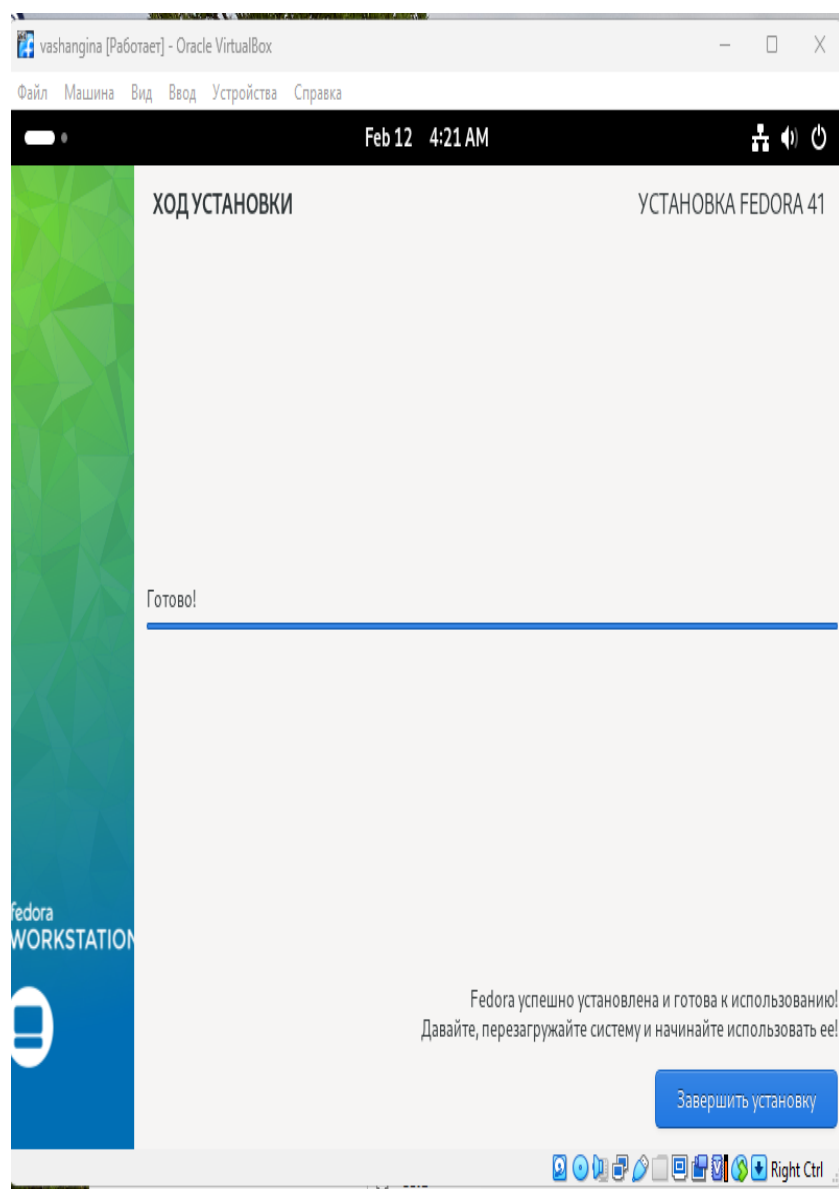 vashangina [Работает] - Oracle VirtualBox
Файл Машина Вид Ввод Устройства Справка
Feb 12 4:21 AM
ХОД УСТАНОВКИ
УСТАНОВКА FEDORA 41
Готово!
fedora
WORKSTATION
Fedora успешно установлена и готова к использованию!
Давайте, перезагружайте систему и начинайте использовать ее!
Завершить установку
Right Ctrl